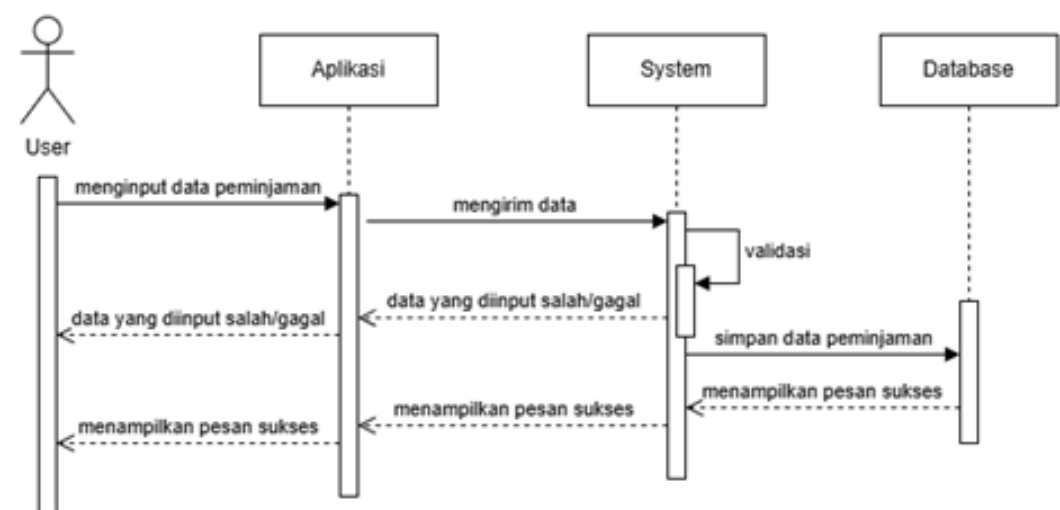 Aplikasi
System
Database
User
menginput data peminjaman
mengirim data
validasi
data yang diinput salah/gagal
data yang diinput salah/gagal
simpan data peminjaman
menampilkan pesan sukses
menampilkan pesan sukses
menampilkan pesan sukses